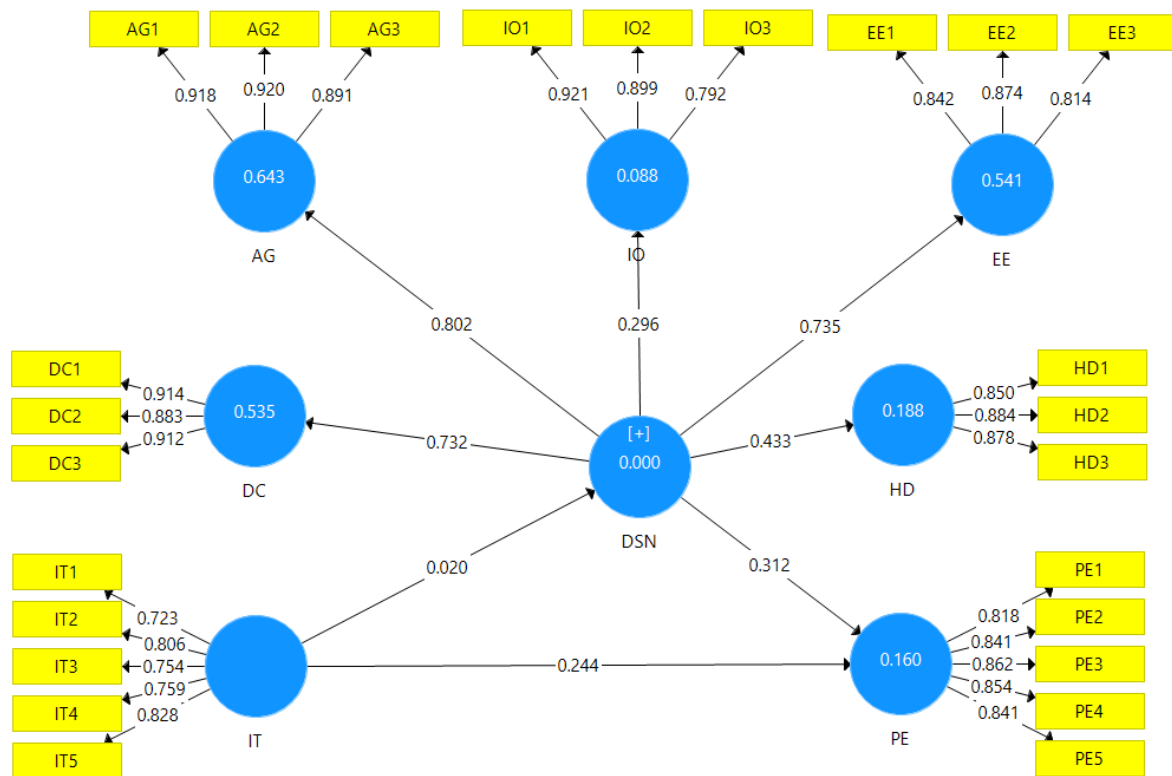 AG1 AG2 AG3 IO1 IO2 IO3 EE1 EE2 EE3
0.918 0.920 0.891 0.921 0.899 0.792 0.842 0.874 0.814
0.643 0.088 0.541
AG IO EE
0.802 0.296 0.735
DC1 0.914 HD1 0.850
DC2 0.883 0.535 0.188 0.884 HD2
DC3 0.912 0.732 [+] 0.433 0.878 HD3
0.000
DC HD
DSN
IT1 0.020 0.312 PE1
0.723 0.818
IT2 PE2
0.806 0.841
IT3 0.754 0.244 0.160 0.862 PE3
0.759 0.854
IT4 PE4
0.828 0.841
IT PE
IT5 PE5